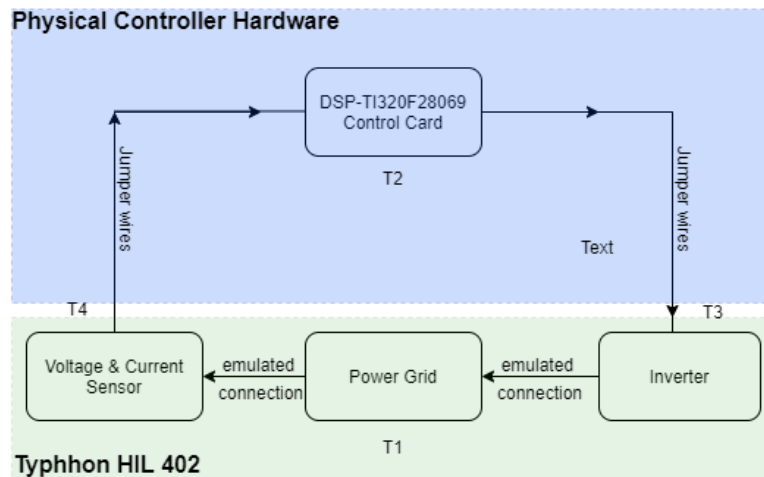 Physical Controller Hardware
DSP-TI320F28069
Control Card
T2
Jumper wires
Jumper wires
Text
T4
T3
Voltage & Current
Sensor
emulated
connection
Power Grid
emulated
connection
Inverter
T1
Typhhon HIL 402